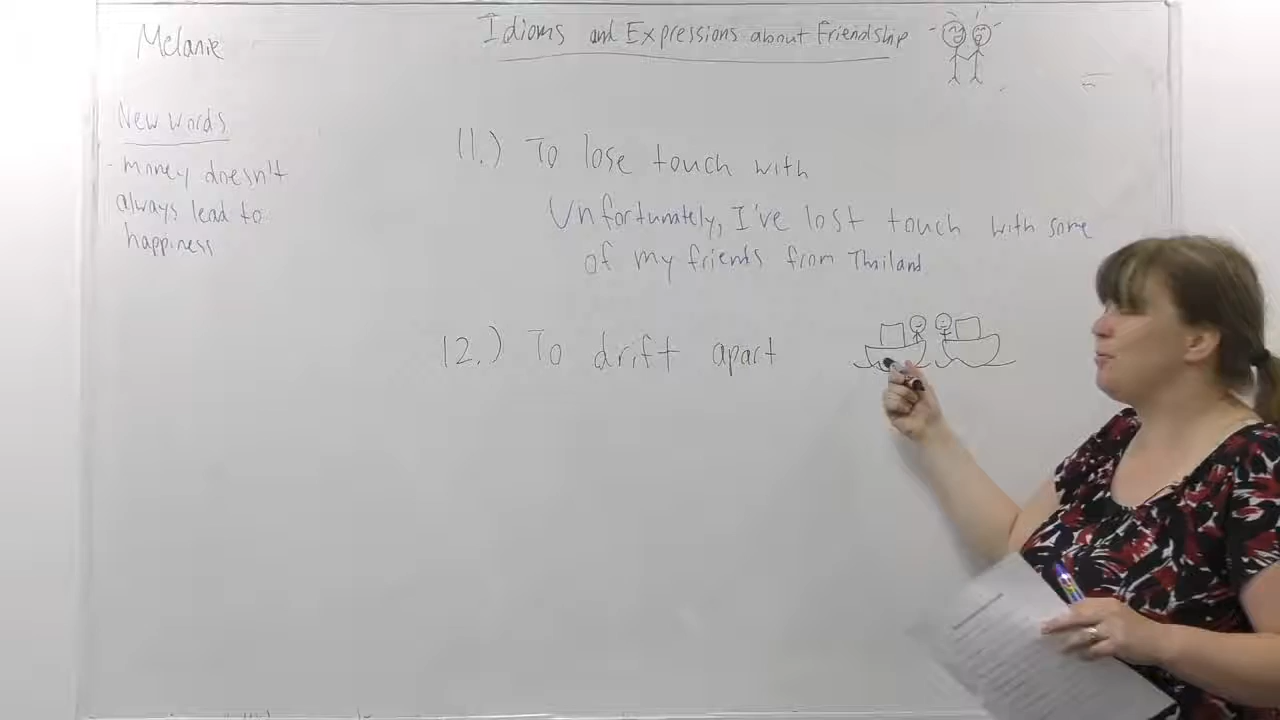 Melanie
Idioms and Expressions about Friendship
New words
- money doesn't
always lead to
happiness
11.) To lose touch with
Unfortunately, I've lost touch with some
of my friends from Thailand
12.) To drift apart